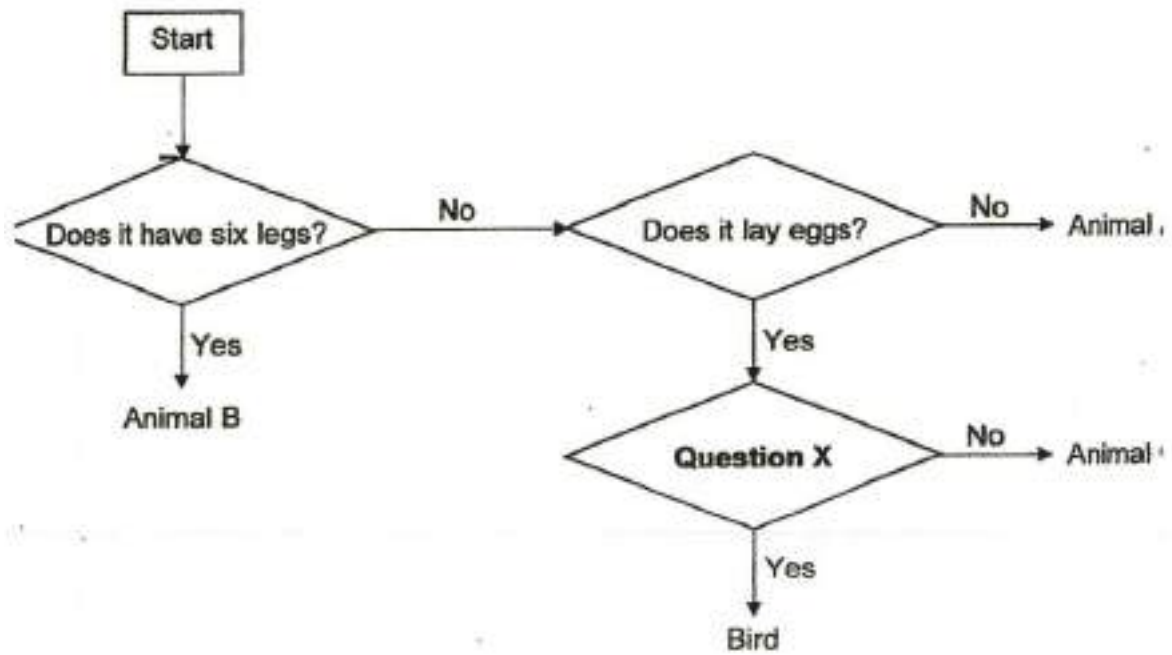 Start
Does it have six legs?
No
Does it lay eggs?
No
Animal
Yes
Animal B
Yes
Question X
No
Animal
Yes
Bird